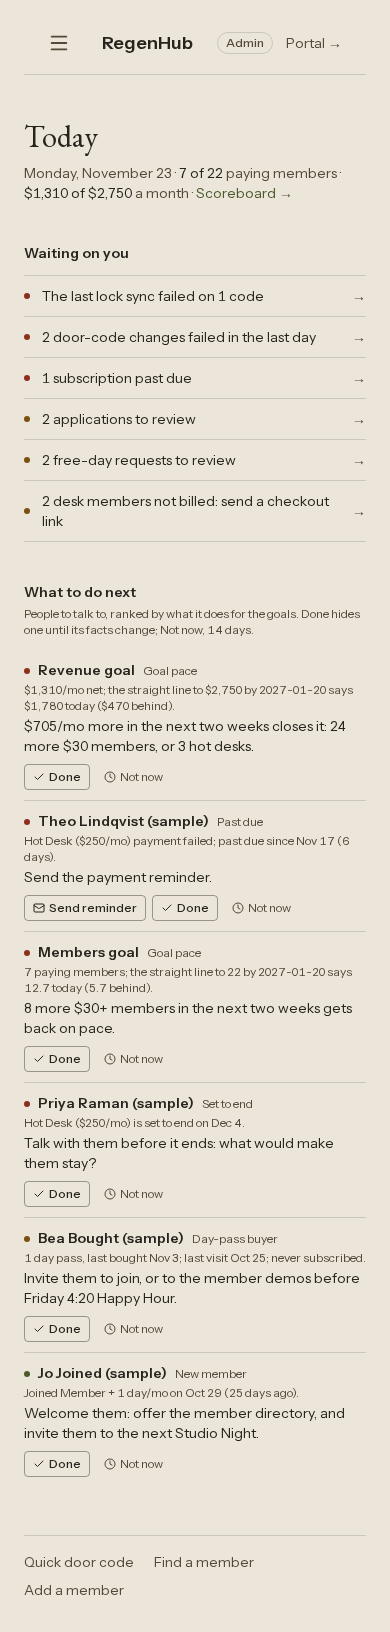 RegenHub Admin Portal →
Today
Monday, November 23 · 7 of 22 paying members ·
$1,310 of $2,750 a month · Scoreboard →
Waiting on you
The last lock sync failed on 1 code →
2 door-code changes failed in the last day →
1 subscription past due →
2 applications to review →
2 free-day requests to review →
2 desk members not billed: send a checkout →
link
What to do next
People to talk to, ranked by what it does for the goals. Done hides
one until its facts change; Not now, 14 days.
Revenue goal Goal pace
$1,310/mo net; the straight line to $2,750 by 2027-01-20 says
$1,780 today ($470 behind).
$705/mo more in the next two weeks closes it: 24
more $30 members, or 3 hot desks.
Done Not now
Theo Lindqvist (sample) Past due
Hot Desk ($250/mo) payment failed; past due since Nov 17 (6
days).
Send the payment reminder.
Send reminder Done Not now
Members goal Goal pace
7 paying members; the straight line to 22 by 2027-01-20 says
12.7 today (5.7 behind).
8 more $30+ members in the next two weeks gets
back on pace.
Done Not now
Priya Raman (sample) Set to end
Hot Desk ($250/mo) is set to end on Dec 4.
Talk with them before it ends: what would make
them stay?
Done Not now
Bea Bought (sample) Day-pass buyer
1 day pass, last bought Nov 3; last visit Oct 25; never subscribed.
Invite them to join, or to the member demos before
Friday 4:20 Happy Hour.
Done Not now
Jo Joined (sample) New member
Joined Member + 1 day/mo on Oct 29 (25 days ago).
Welcome them: offer the member directory, and
invite them to the next Studio Night.
Done Not now
Quick door code Find a member
Add a member